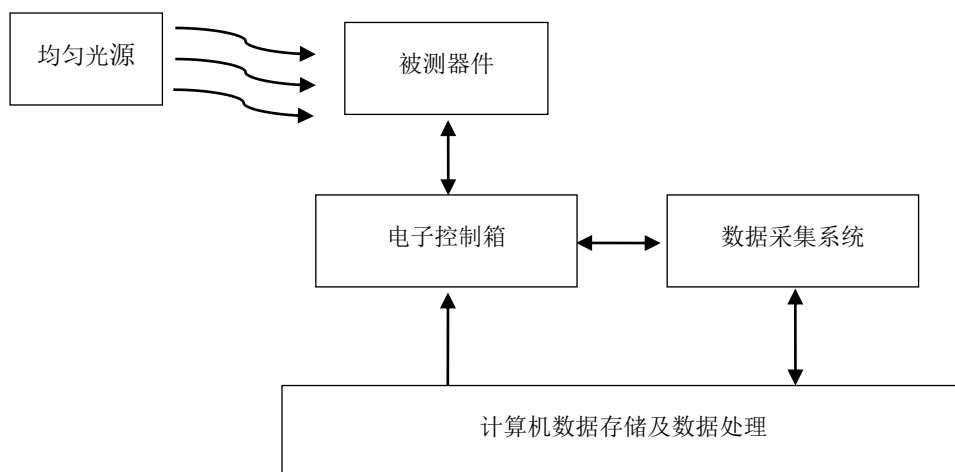 均匀光源
被测器件
电子控制箱
数据采集系统
计算机数据存储及数据处理